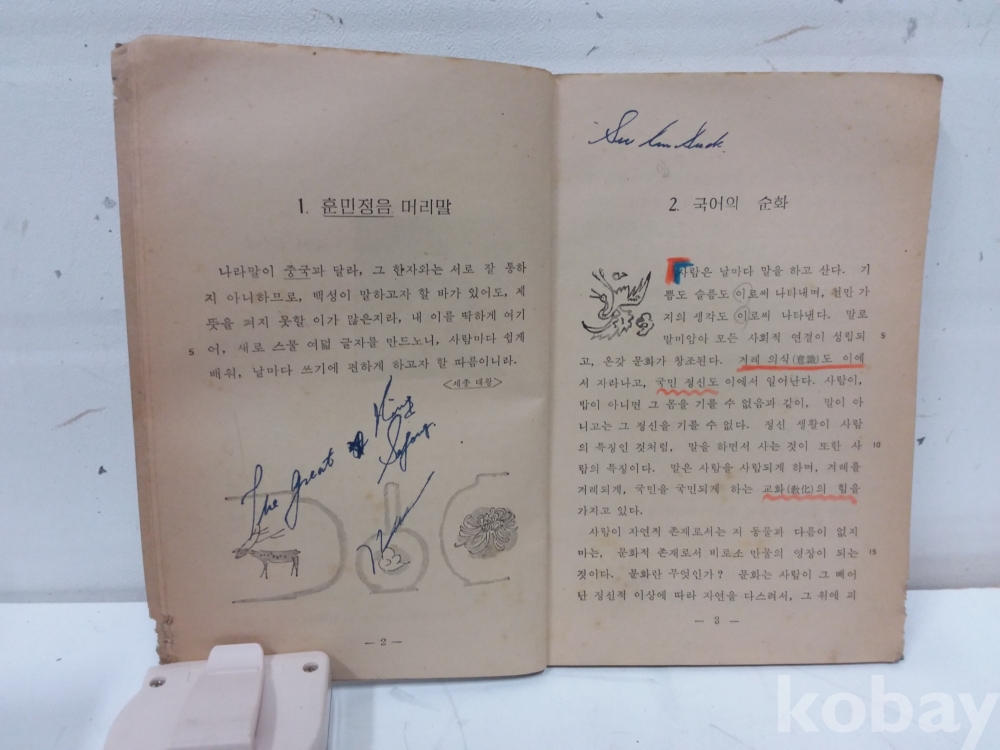 1. 훈민정음 머리말
나라말이 중국과 달라, 그 한자와는 서로 잘 통하
지 아니하므로, 백성이 말하고자 할 바가 있어도, 제
뜻을 펴지 못할 이가 많은지라, 내 이를 딱하게 여기
5 어, 새로 스물 여덟 글자를 만드노니, 사람마다 쉽게
배워, 날마다 쓰기에 편하게 하고자 할 따름이니라.
<세종 대왕>
The Great King
Sejong.
— 2 —
2. 국어의 순화
사람은 날마다 말을 하고 산다. 기
쁨도 슬픔도 이로써 나타내며, 천만 가
지의 생각도 이로써 나타낸다. 말로
말미암아 모든 사회적 연결이 성립되 5
고, 온갖 문화가 창조된다. 겨레 의식(意識)도 이에
서 자라나고, 국민 정신도 이에서 일어난다. 사람이,
밥이 아니면 그 몸을 기를 수 없음과 같이, 말이 아
니고는 그 정신을 기를 수 없다. 정신 생활이 사람
의 특징인 것처럼, 말을 하면서 사는 것이 또한 사 10
람의 특징이다. 말은 사람을 사람되게 하며, 겨레를
겨레되게, 국민을 국민되게 하는 교화(敎化)의 힘을
가지고 있다.
사람이 자연적 존재로서는 저 동물과 다름이 없지
마는, 문화적 존재로서 비로소 만물의 영장이 되는 15
것이다. 문화란 무엇인가? 문화는 사람이 그 빼어
난 정신적 이상에 따라 자연을 다스려서, 그 위에 피
— 3 —
kobay